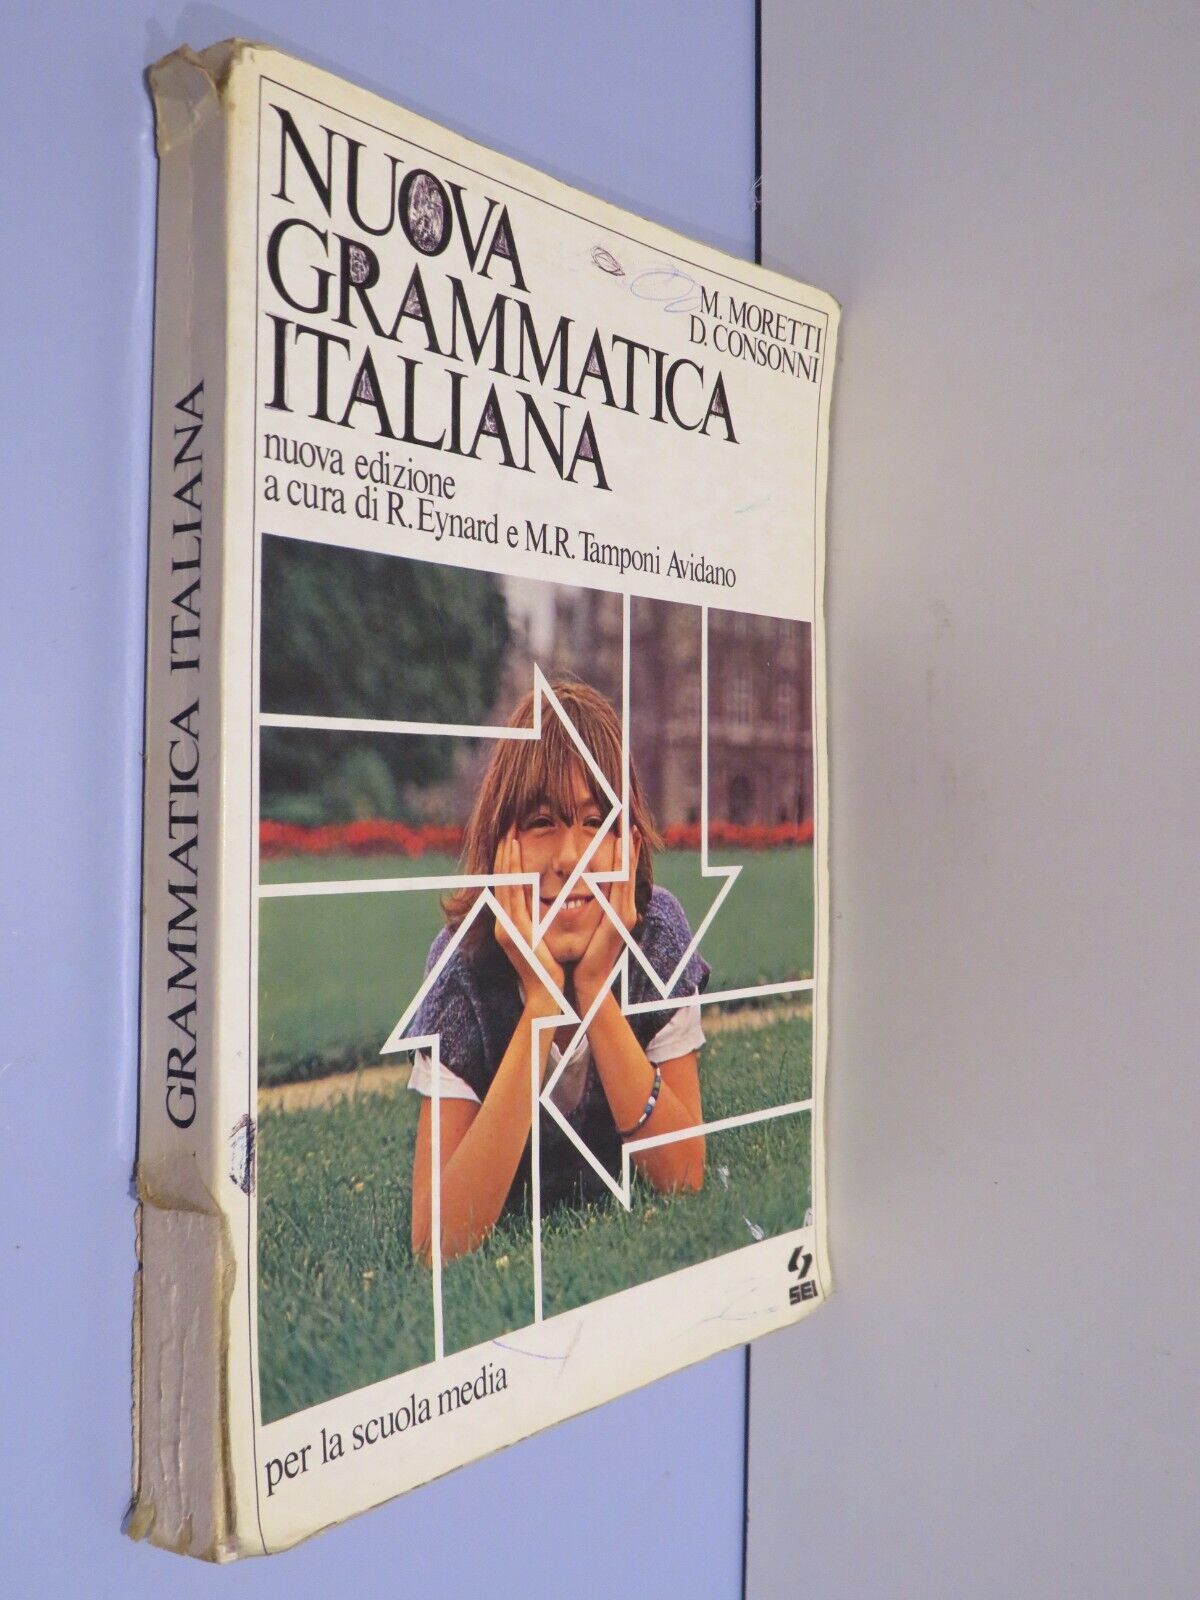 NUOVA
GRAMMATICA
ITALIANA
M. MORETTI
D. CONSONNI
nuova edizione
a cura di R. Eynard e M.R. Tamponi Avidano
SEI
per la scuola media
GRAMMATICA ITALIANA